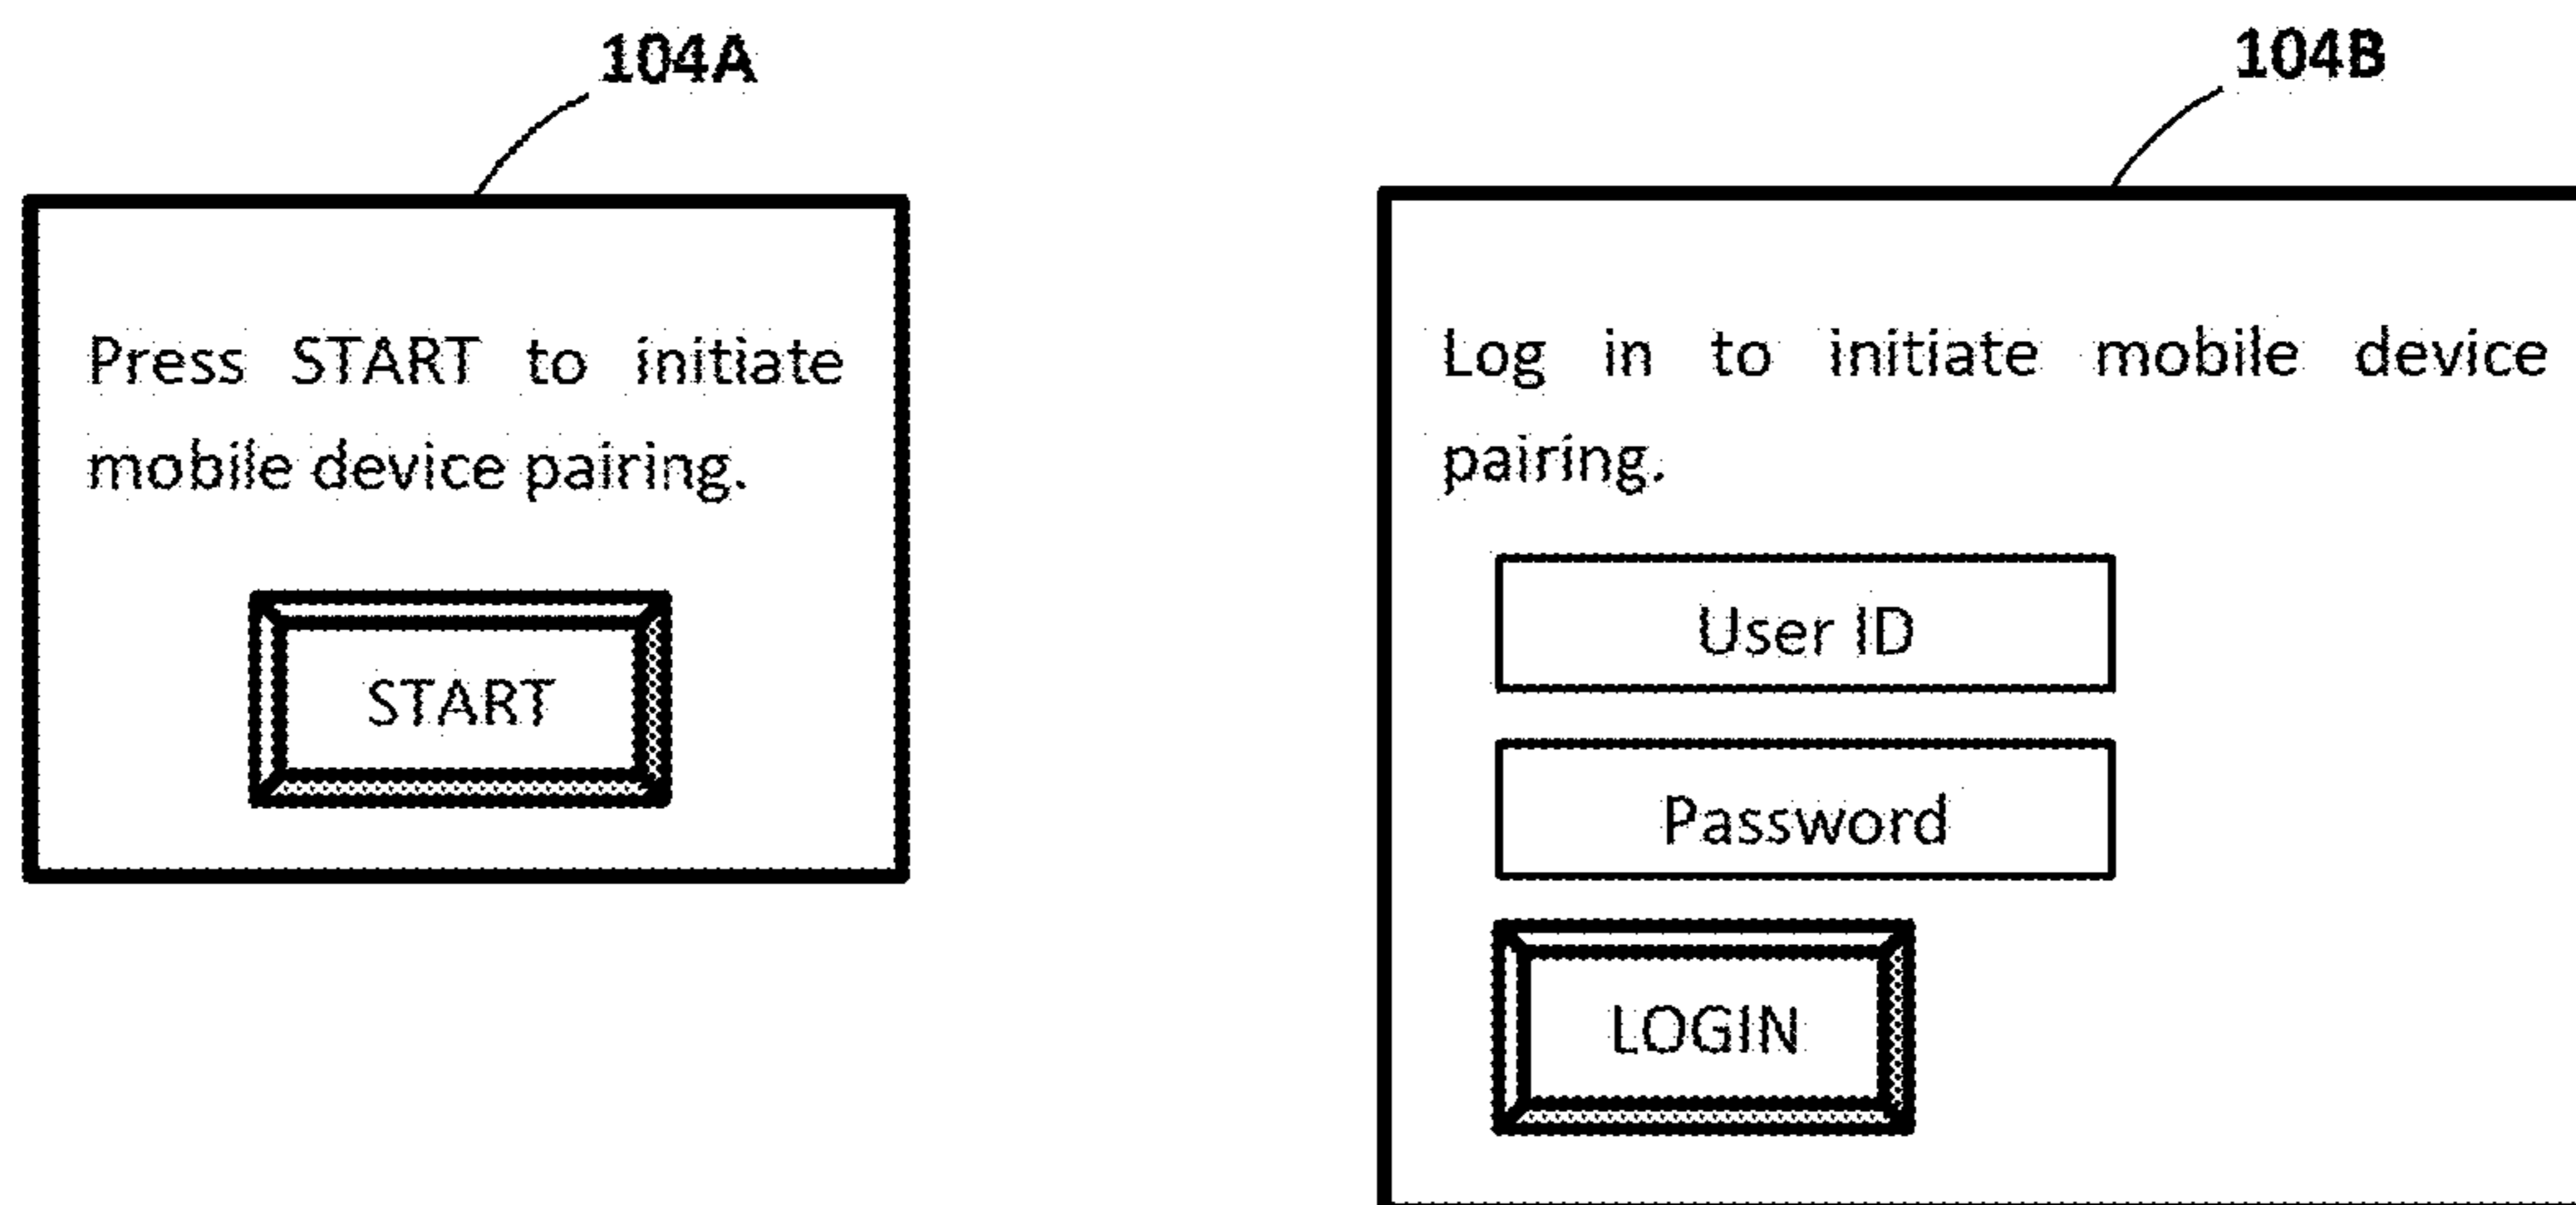 104A
Press START to initiate
mobile device pairing.
START
104B
Log in to initiate mobile device
pairing.
User ID
Password
LOGIN